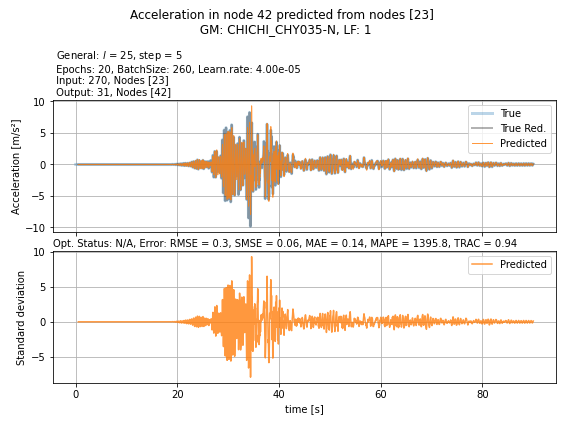 Acceleration in node 42 predicted from nodes [23]
GM: CHICHI_CHY035-N, LF: 1
General: l = 25, step = 5
Epochs: 20, BatchSize: 260, Learn.rate: 4.00e-05
Input: 270, Nodes [23]
Output: 31, Nodes [42]
10
5
0
−5
−10
Acceleration [m/s²]
True
True Red.
Predicted
Opt. Status: N/A, Error: RMSE = 0.3, SMSE = 0.06, MAE = 0.14, MAPE = 1395.8, TRAC = 0.94
10
5
0
−5
Standard deviation
Predicted
0
20
40
60
80
time [s]